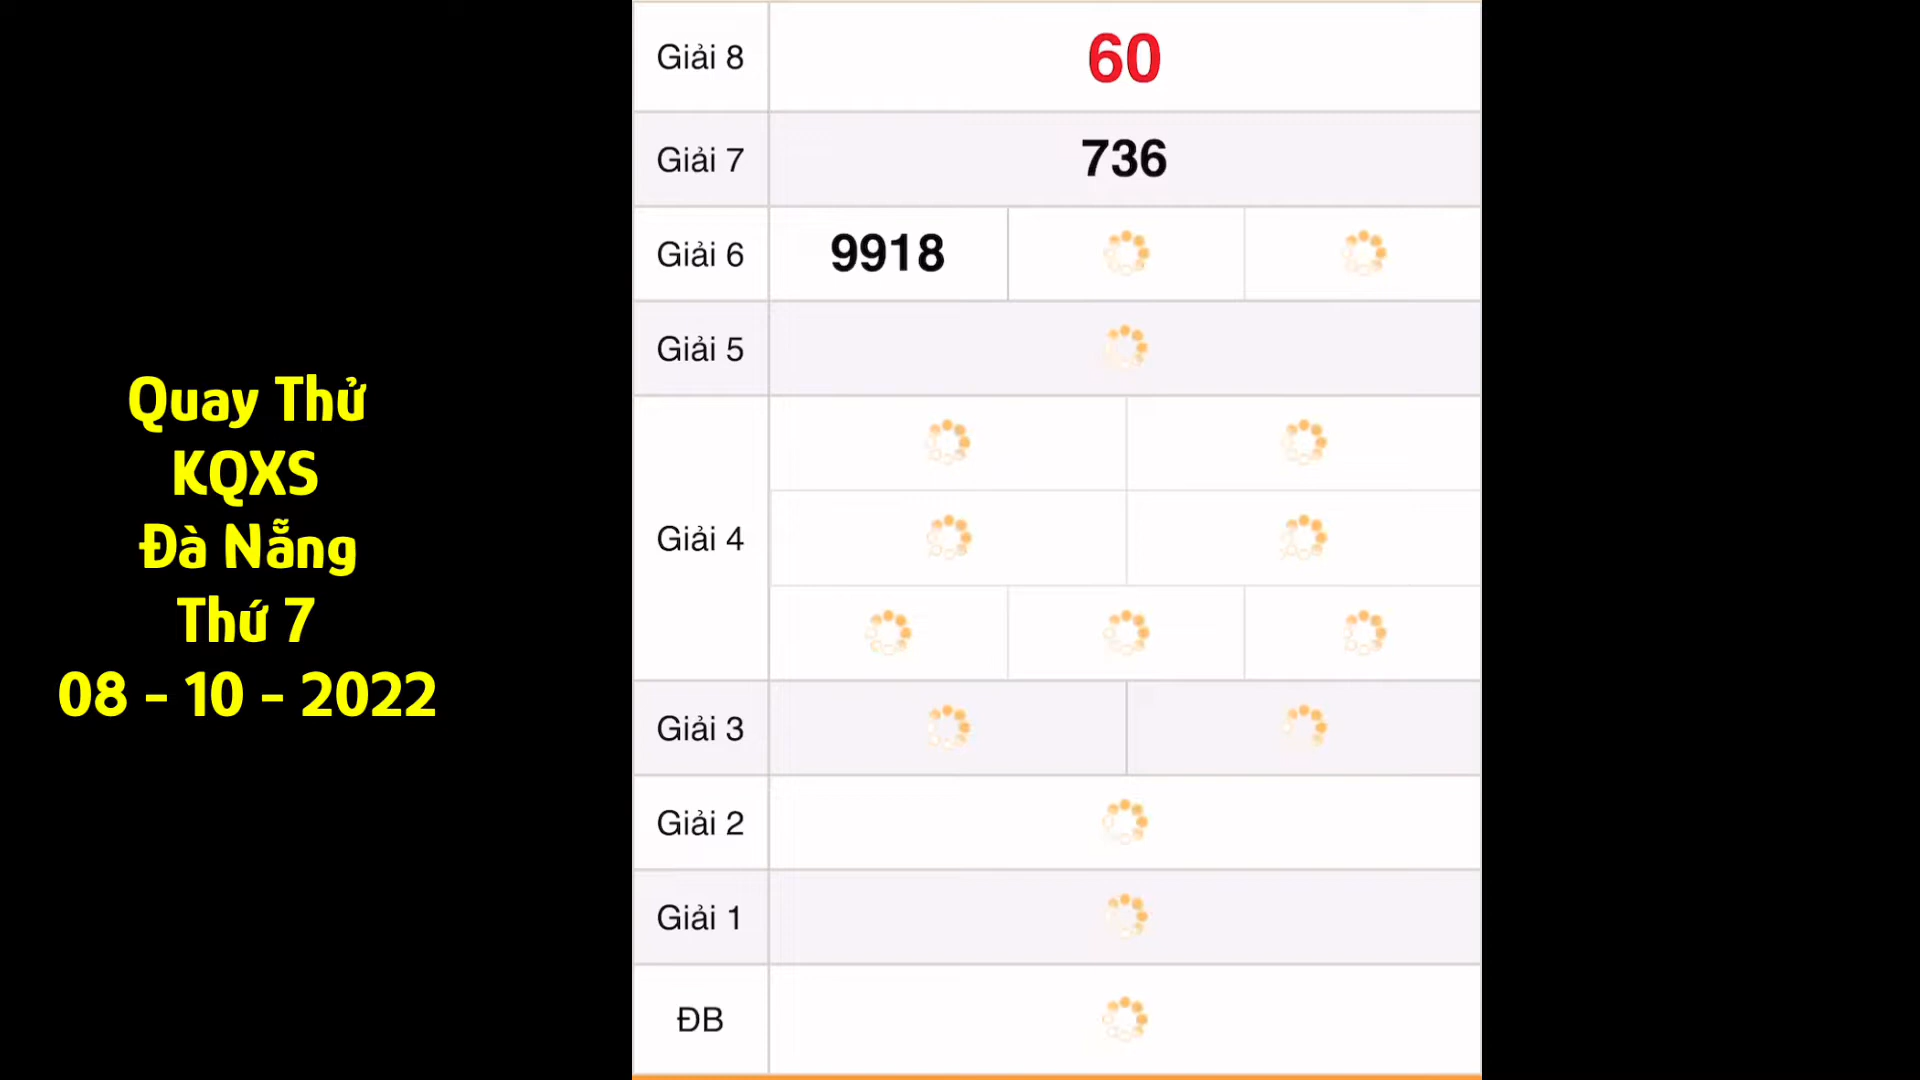 Quay Thử
KQXS
Đà Nẵng
Thứ 7
08 - 10 - 2022
Giải 8 60
Giải 7 736
Giải 6 9918
Giải 5
Giải 4
Giải 3
Giải 2
Giải 1
ĐB